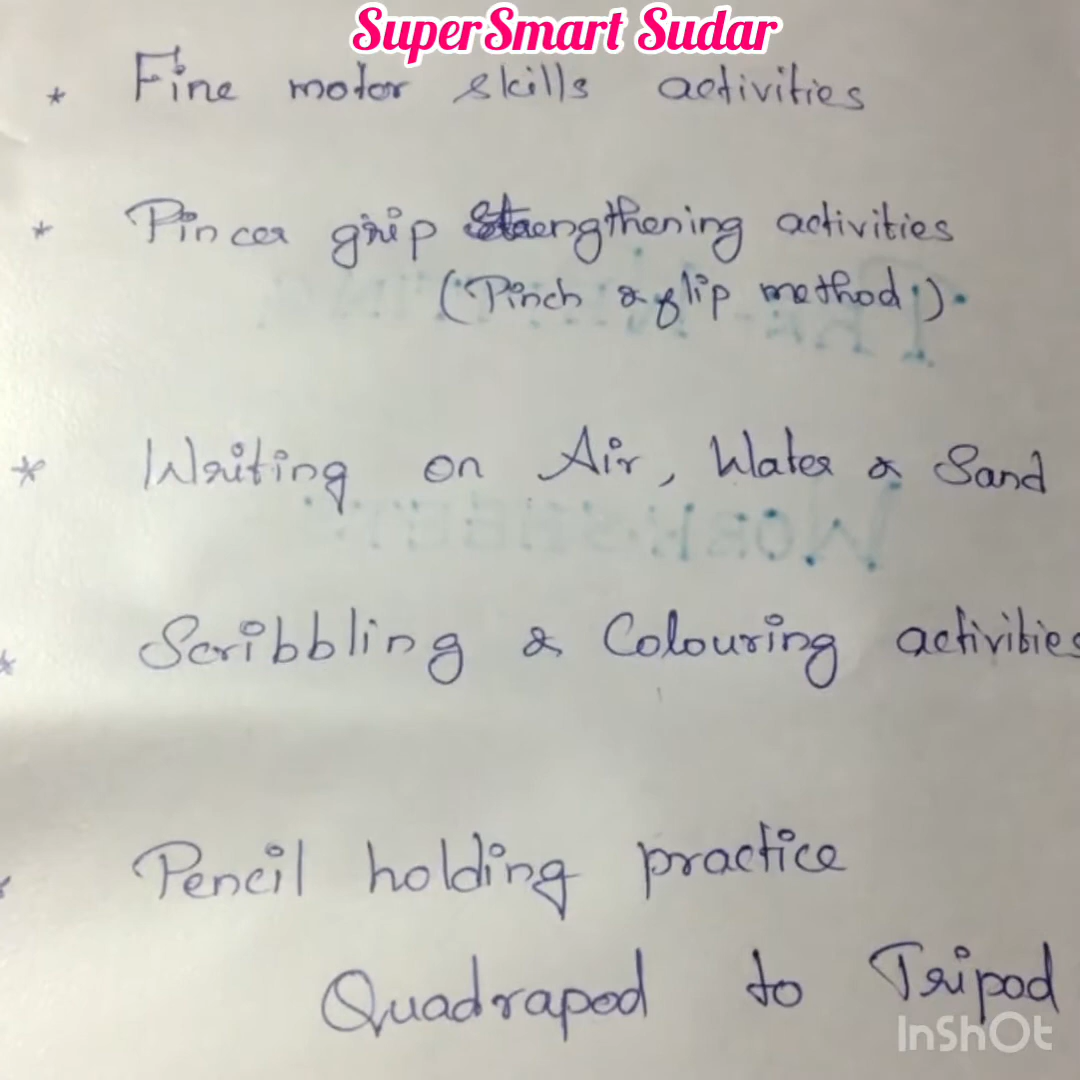 SuperSmart Sudar
* Fine motor skills activities
* Pincer grip Strengthening activities
(Pinch & flip method)
* Writing on Air, Water & Sand
* Scribbling & Colouring activities
* Pencil holding practice
Quadrapod to Tripod
InShOt